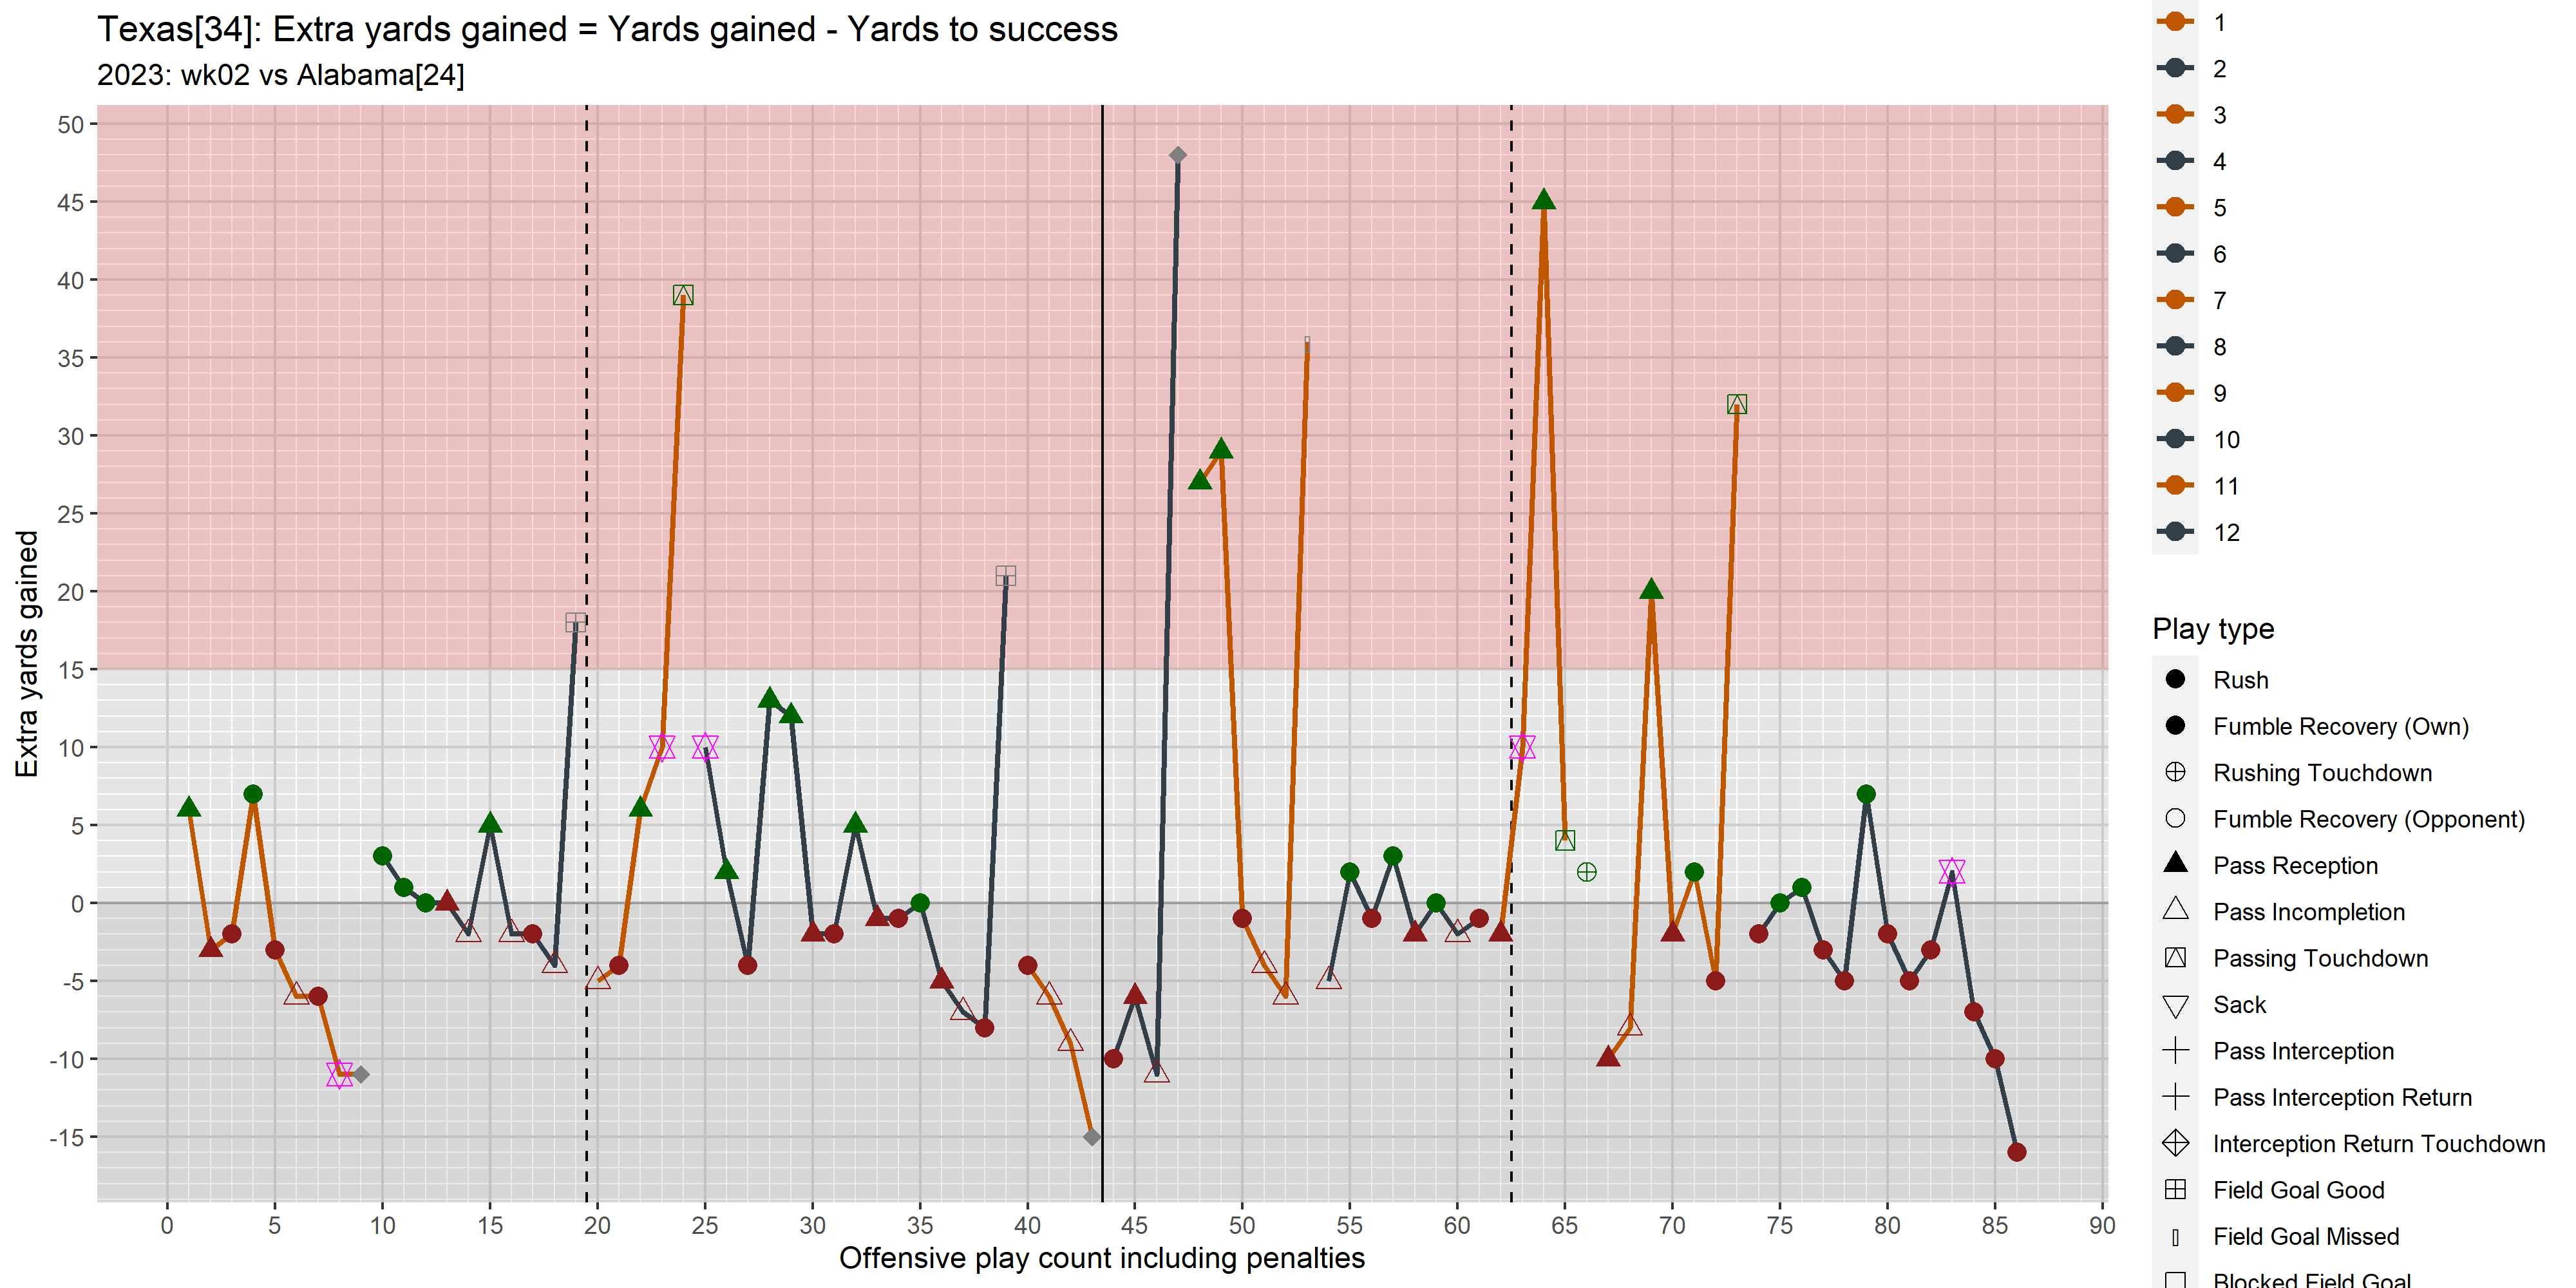 Texas[34]: Extra yards gained = Yards gained - Yards to success
2023: wk02 vs Alabama[24]
Extra yards gained
50
45
40
35
30
25
20
15
10
5
0
-5
-10
-15
0 5 10 15 20 25 30 35 40 45 50 55 60 65 70 75 80 85 90
Offensive play count including penalties
1
2
3
4
5
6
7
8
9
10
11
12
Play type
Rush
Fumble Recovery (Own)
Rushing Touchdown
Fumble Recovery (Opponent)
Pass Reception
Pass Incompletion
Passing Touchdown
Sack
Pass Interception
Pass Interception Return
Interception Return Touchdown
Field Goal Good
Field Goal Missed
Blocked Field Goal